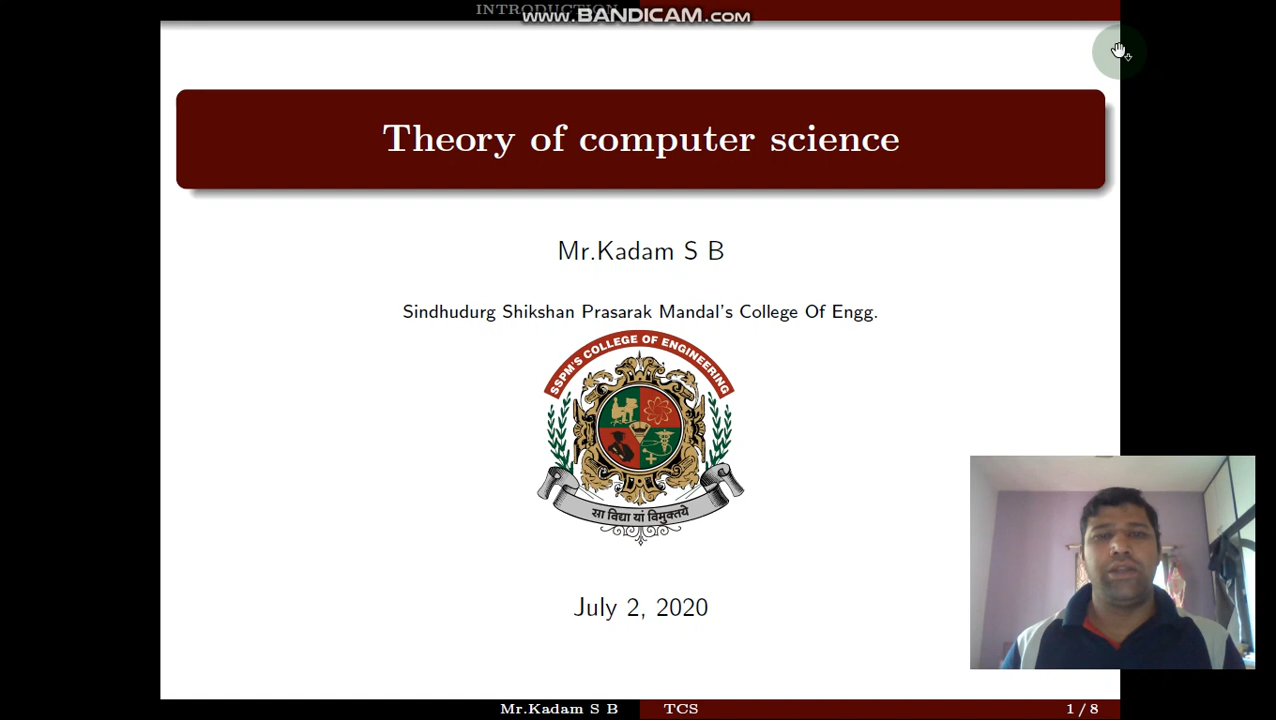 INTRODUCTION
www.BANDICAM.com
Theory of computer science
Mr.Kadam S B
Sindhudurg Shikshan Prasarak Mandal's College Of Engg.
SSPM'S COLLEGE OF ENGINEERING
सा विद्या यां विमुक्तये
July 2, 2020
Mr.Kadam S B
TCS
1 / 8